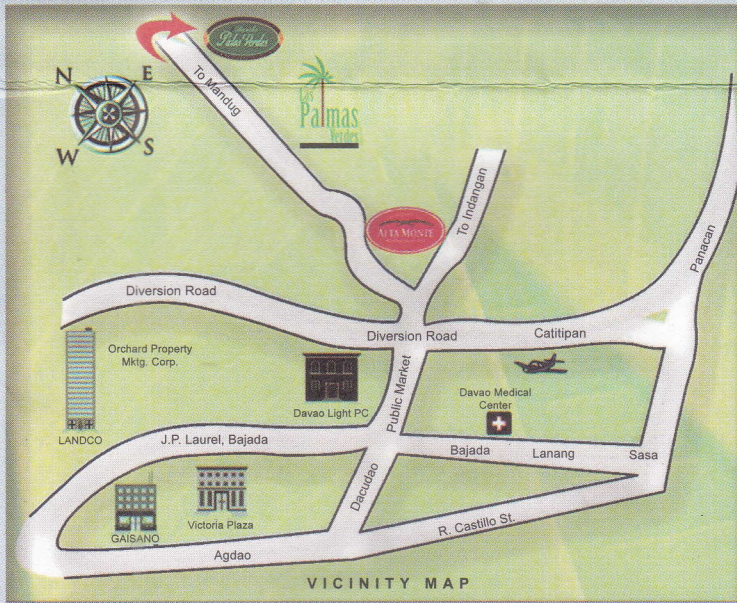 Palos Verdes
N
E
W
S
To Mandug
Los
Palmas
Verdes
ALTA MONTE
To Indangan
Panacan
Diversion Road
Diversion Road
Catitipan
Orchard Property
Mktg. Corp.
LANDCO
Davao Light PC
Public Market
Davao Medical
Center
J.P. Laurel, Bajada
Bajada
Lanang
Sasa
GAISANO
Victoria Plaza
Dacudao
R. Castillo St.
Agdao
VICINITY MAP